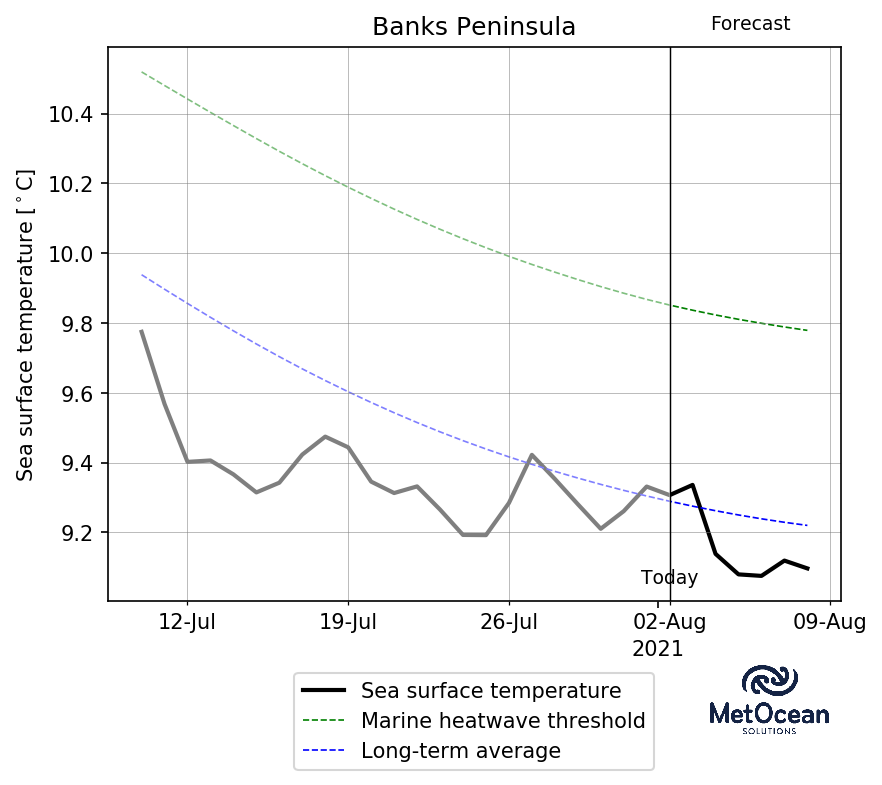 Banks Peninsula
Forecast
Sea surface temperature [°C]
10.4
10.2
10.0
9.8
9.6
9.4
9.2
Today
12-Jul
19-Jul
26-Jul
02-Aug
09-Aug
2021
Sea surface temperature
Marine heatwave threshold
Long-term average
MetOcean
SOLUTIONS